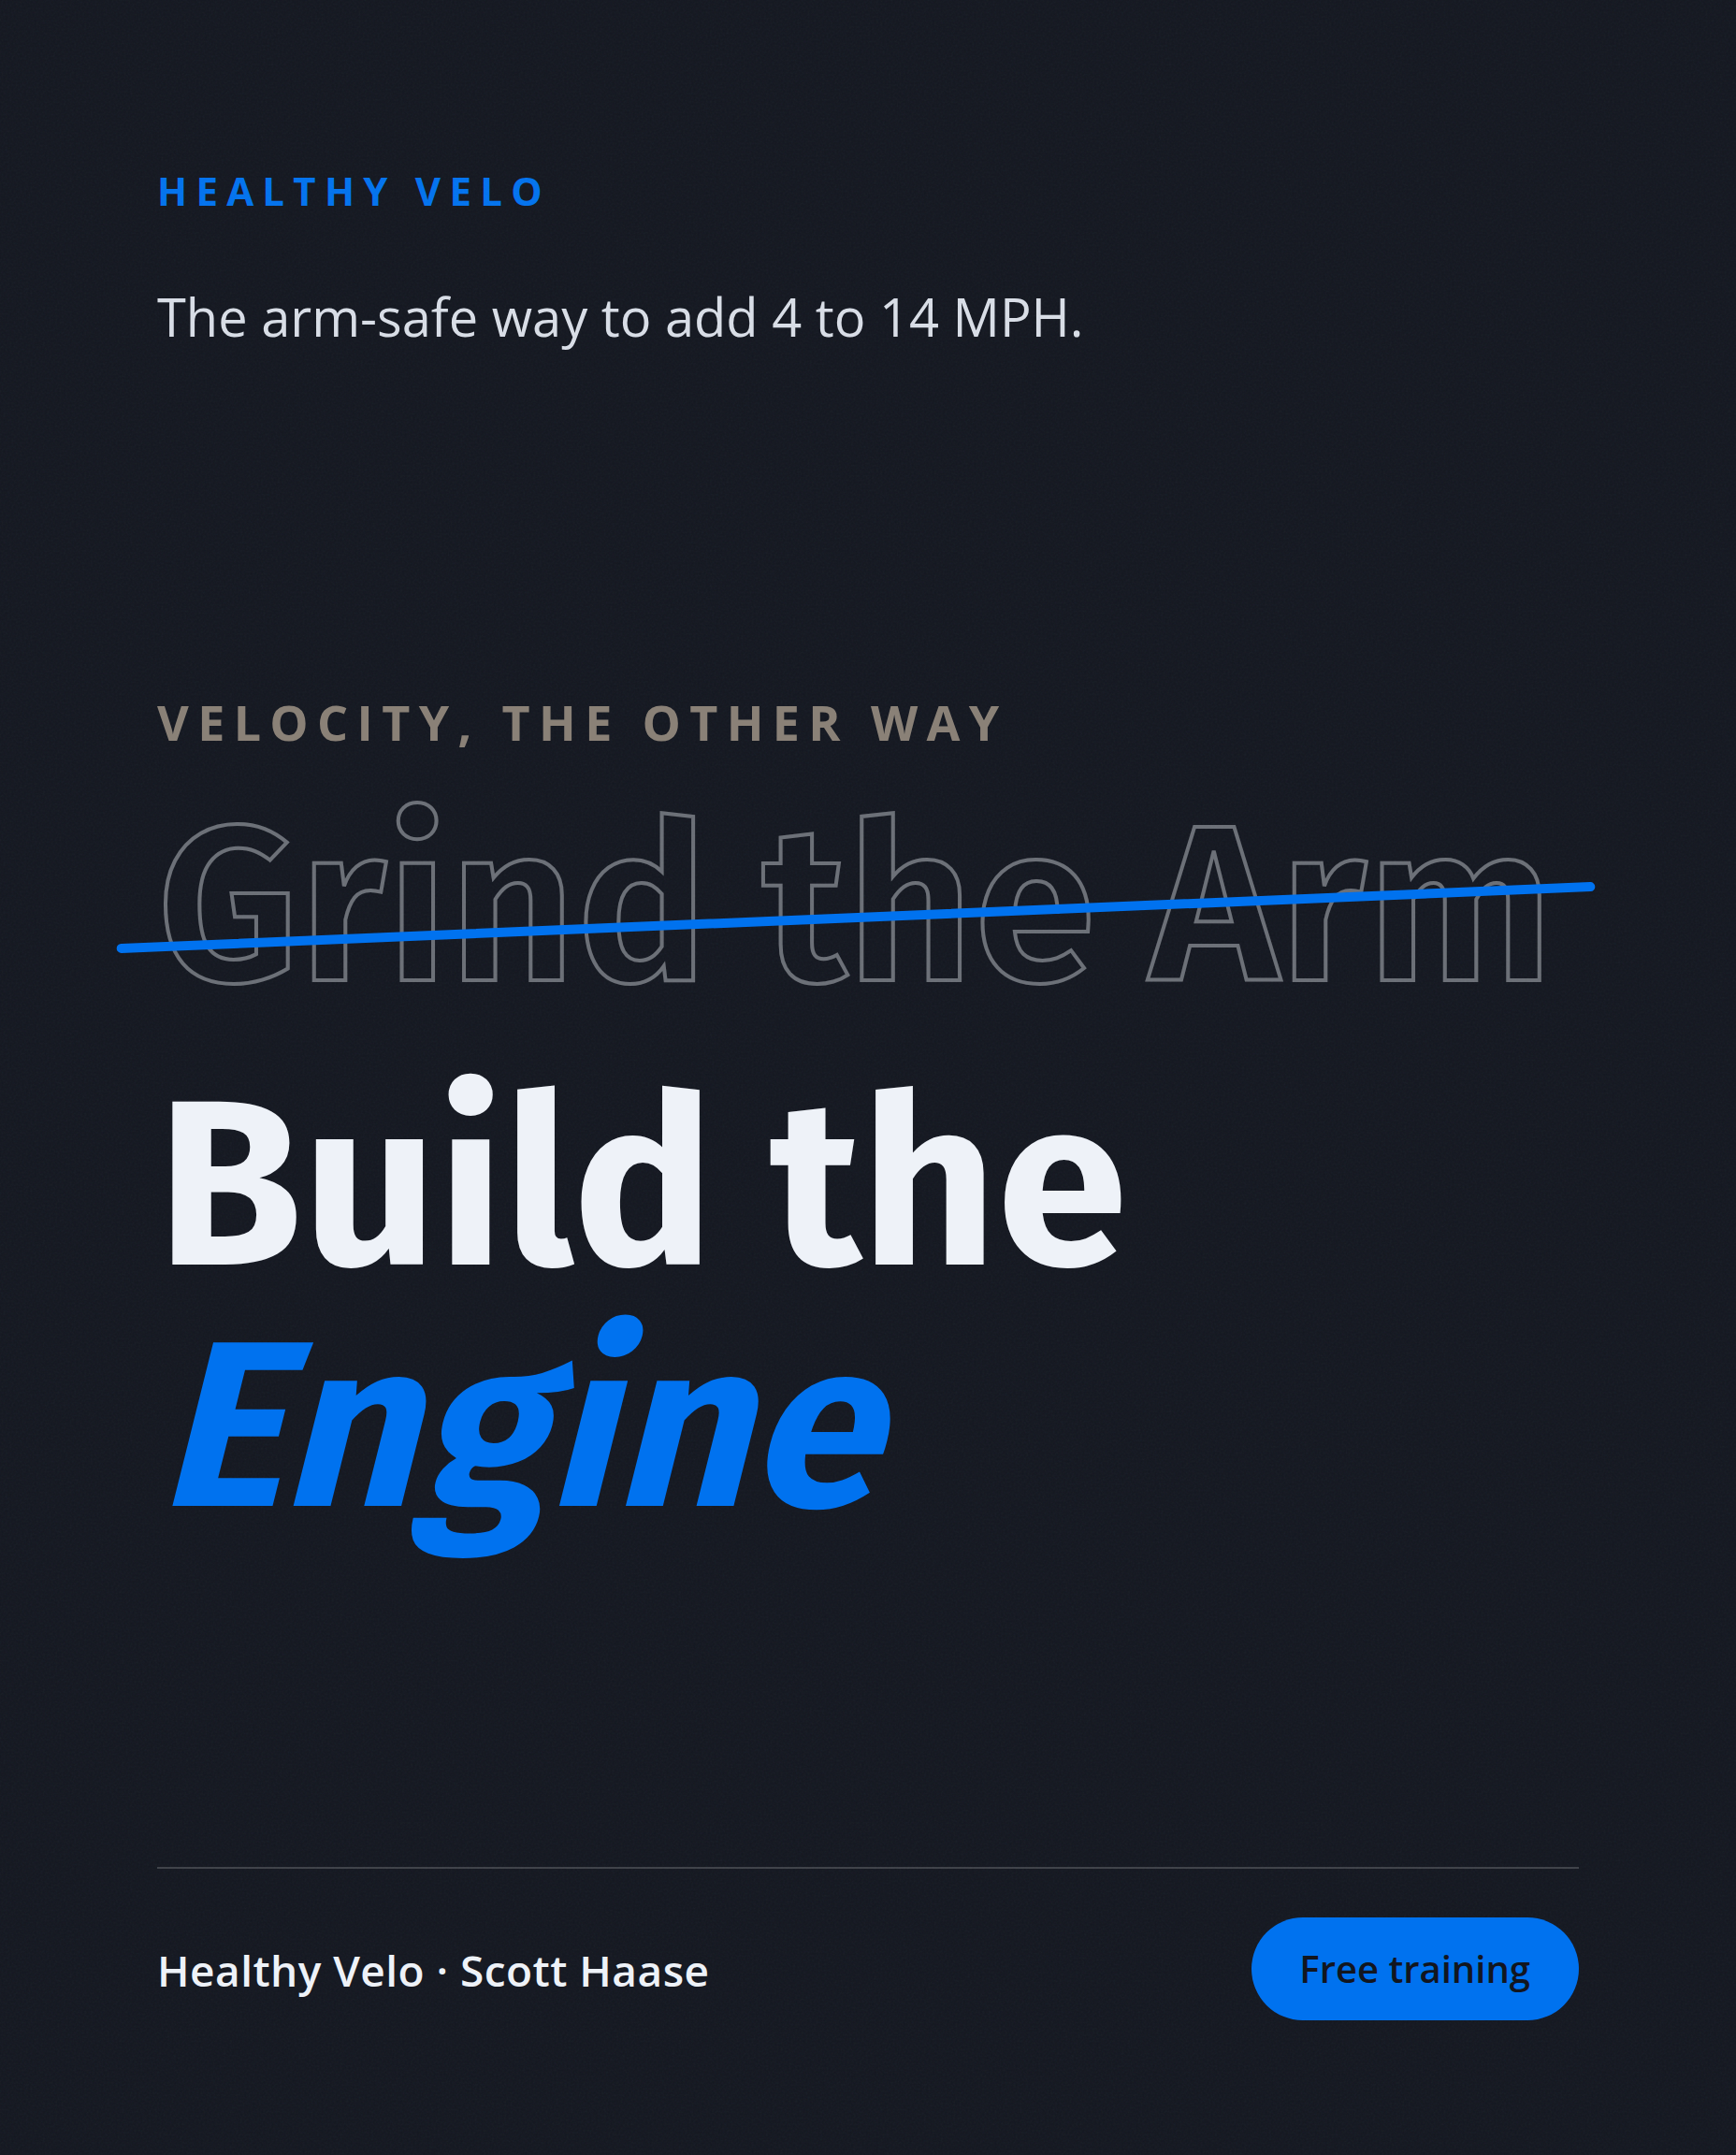 HEALTHY VELO
The arm-safe way to add 4 to 14 MPH.
VELOCITY, THE OTHER WAY
Grind the Arm
Build the
Engine
Healthy Velo · Scott Haase
Free training